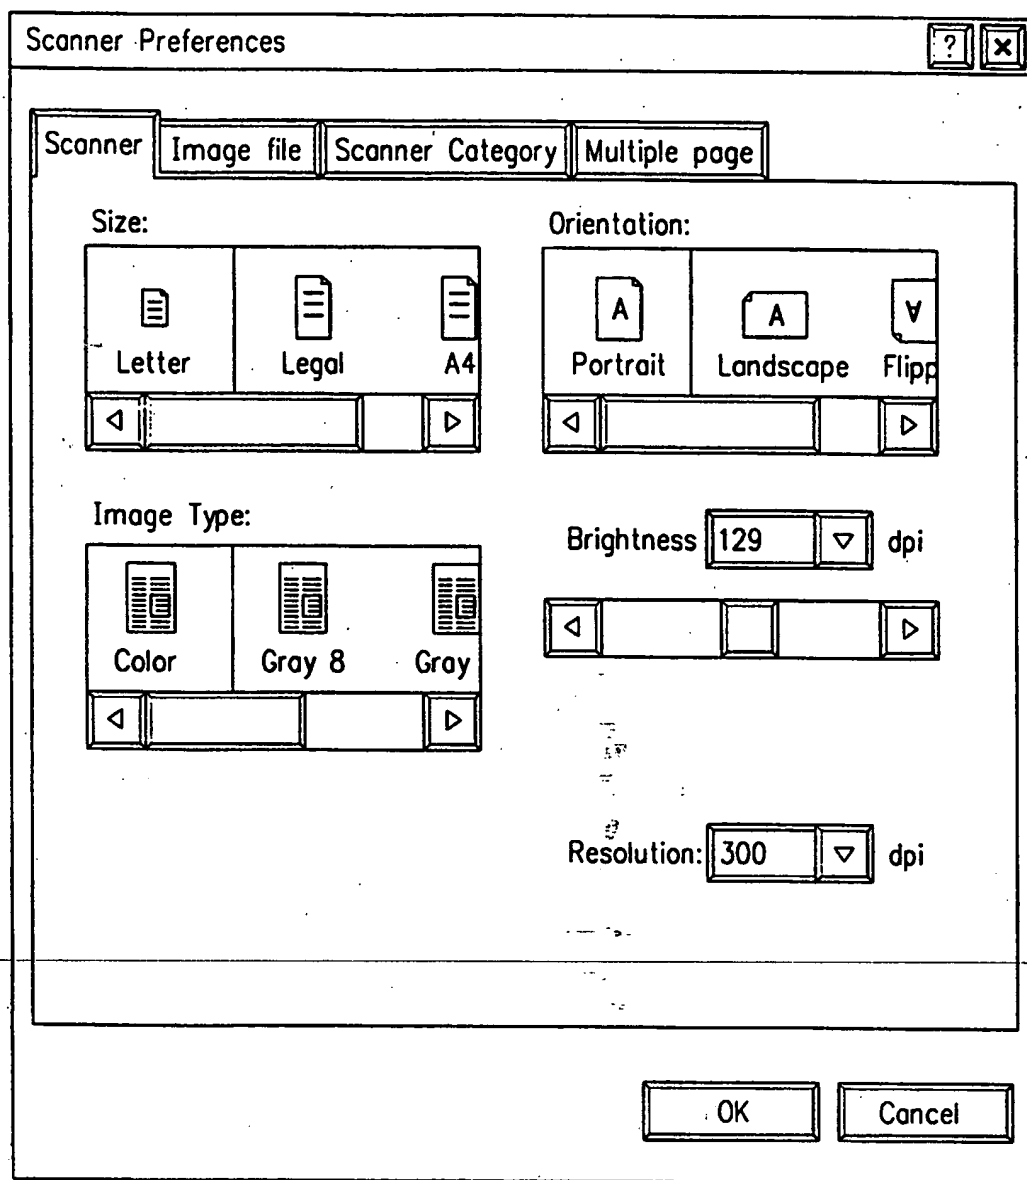 Scanner Preferences ? ×
Scanner Image file Scanner Category Multiple page
Size:
Letter Legal A4
Orientation:
A A A
Portrait Landscape Flipp
Image Type:
Color Gray 8 Gray
Brightness 129 dpi
Resolution: 300 dpi
OK Cancel